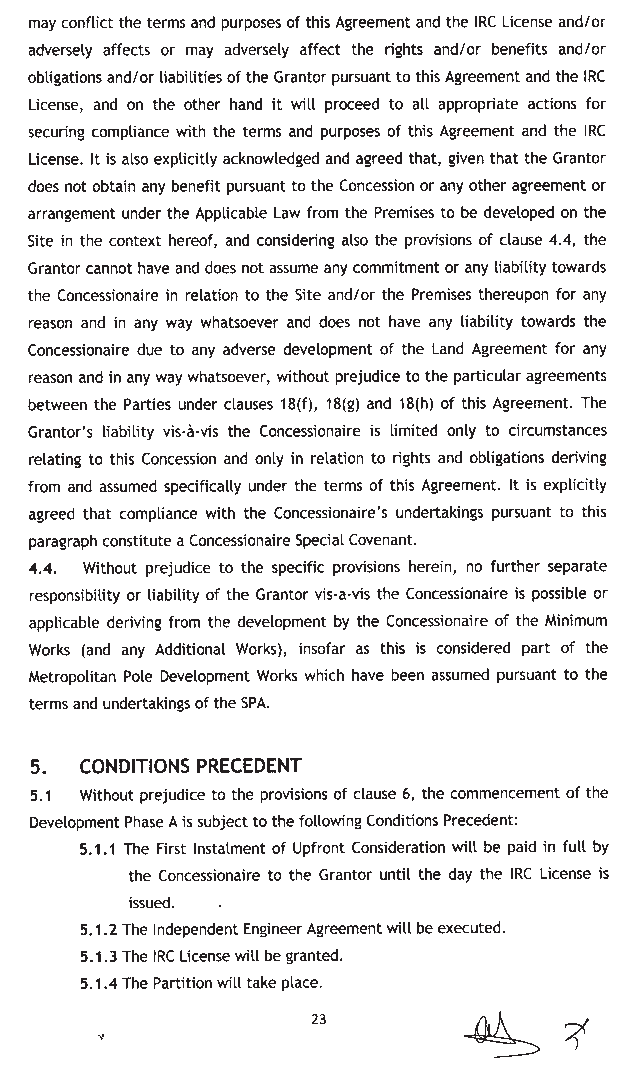 may conflict the terms and purposes of this Agreement and the IRC License and/or
adversely affects or may adversely affect the rights and/or benefits and/or
obligations and/or liabilities of the Grantor pursuant to this Agreement and the IRC
License, and on the other hand it will proceed to all appropriate actions for
securing compliance with the terms and purposes of this Agreement and the IRC
License. It is also explicitly acknowledged and agreed that, given that the Grantor
does not obtain any benefit pursuant to the Concession or any other agreement or
arrangement under the Applicable Law from the Premises to be developed on the
Site in the context hereof, and considering also the provisions of clause 4.4, the
Grantor cannot have and does not assume any commitment or any liability towards
the Concessionaire in relation to the Site and/or the Premises thereupon for any
reason and in any way whatsoever and does not have any liability towards the
Concessionaire due to any adverse development of the Land Agreement for any
reason and in any way whatsoever, without prejudice to the particular agreements
between the Parties under clauses 18(f), 18(g) and 18(h) of this Agreement. The
Grantor's liability vis-à-vis the Concessionaire is limited only to circumstances
relating to this Concession and only in relation to rights and obligations deriving
from and assumed specifically under the terms of this Agreement. It is explicitly
agreed that compliance with the Concessionaire's undertakings pursuant to this
paragraph constitute a Concessionaire Special Covenant.
4.4. Without prejudice to the specific provisions herein, no further separate
responsibility or liability of the Grantor vis-a-vis the Concessionaire is possible or
applicable deriving from the development by the Concessionaire of the Minimum
Works (and any Additional Works), insofar as this is considered part of the
Metropolitan Pole Development Works which have been assumed pursuant to the
terms and undertakings of the SPA.
5. CONDITIONS PRECEDENT
5.1 Without prejudice to the provisions of clause 6, the commencement of the
Development Phase A is subject to the following Conditions Precedent:
5.1.1 The First Instalment of Upfront Consideration will be paid in full by
the Concessionaire to the Grantor until the day the IRC License is
issued.
5.1.2 The Independent Engineer Agreement will be executed.
5.1.3 The IRC License will be granted.
5.1.4 The Partition will take place.
23